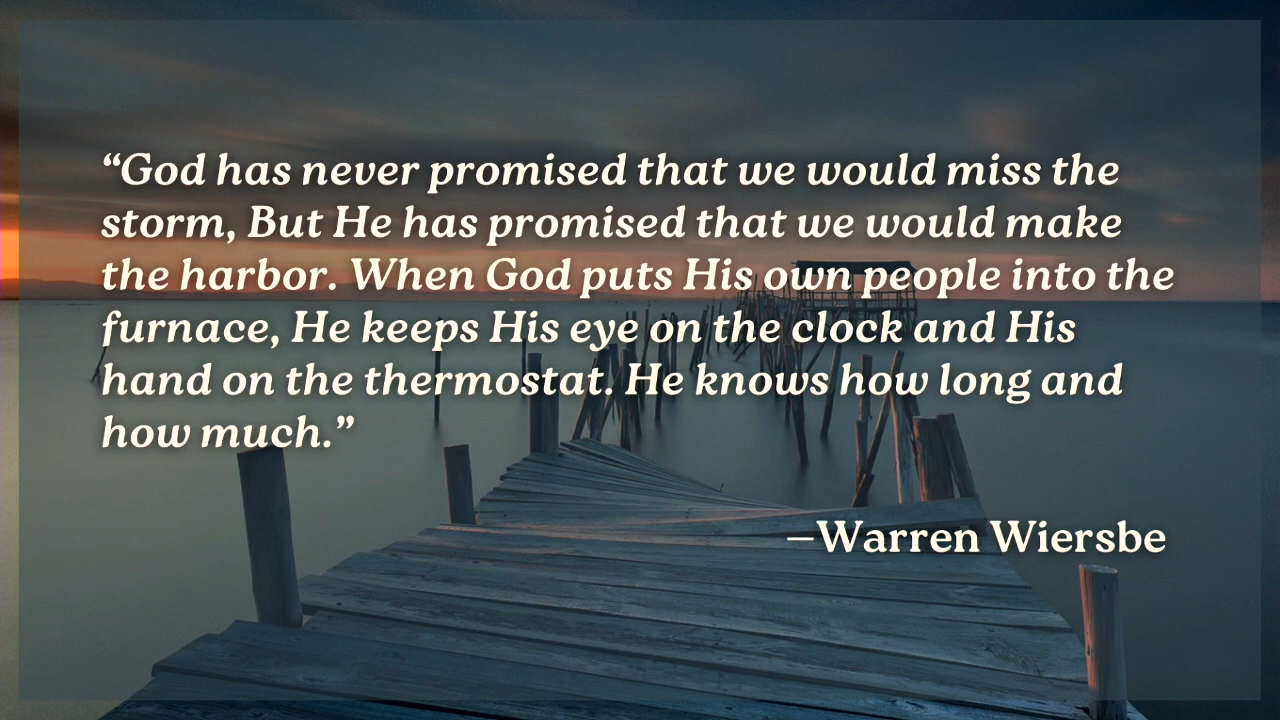 “God has never promised that we would miss the
storm, But He has promised that we would make
the harbor. When God puts His own people into the
furnace, He keeps His eye on the clock and His
hand on the thermostat. He knows how long and
how much.”
–Warren Wiersbe